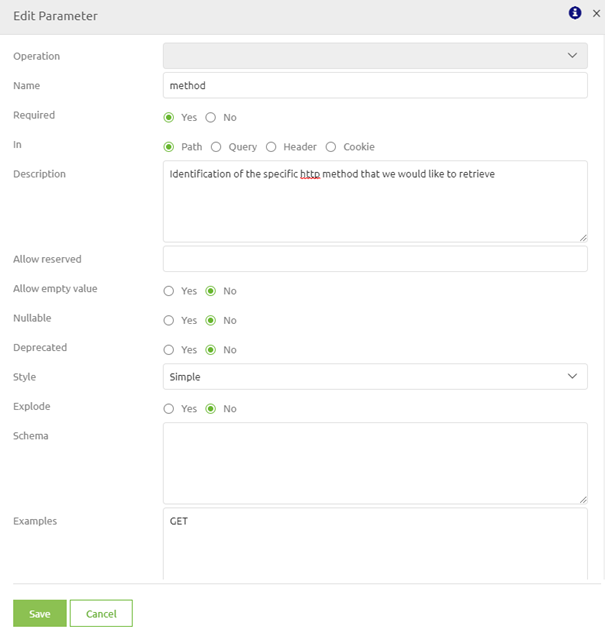 Edit Parameter
Operation
Name method
Required Yes No
In Path Query Header Cookie
Description Identification of the specific http method that we would like to retrieve
Allow reserved
Allow empty value Yes No
Nullable Yes No
Deprecated Yes No
Style Simple
Explode Yes No
Schema
Examples GET
Save Cancel